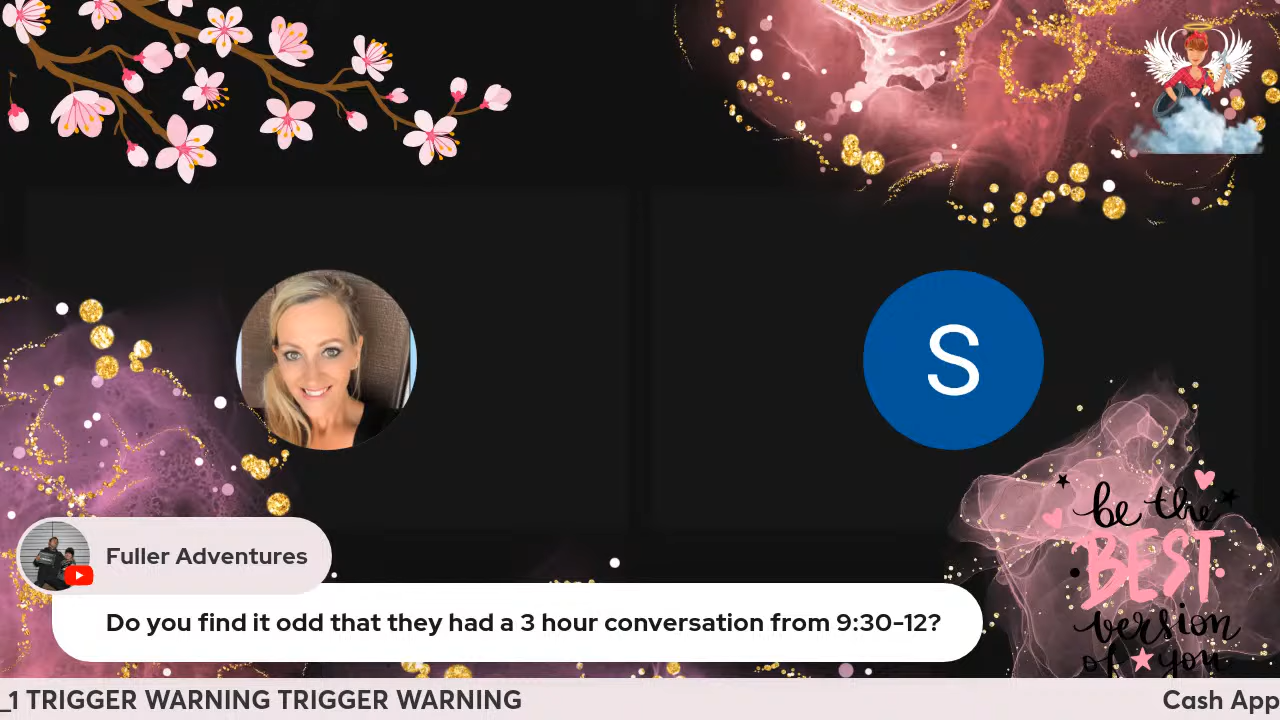 S
be the
BEST
version
of you
Fuller Adventures
Do you find it odd that they had a 3 hour conversation from 9:30-12?
_1 TRIGGER WARNING TRIGGER WARNING
Cash App